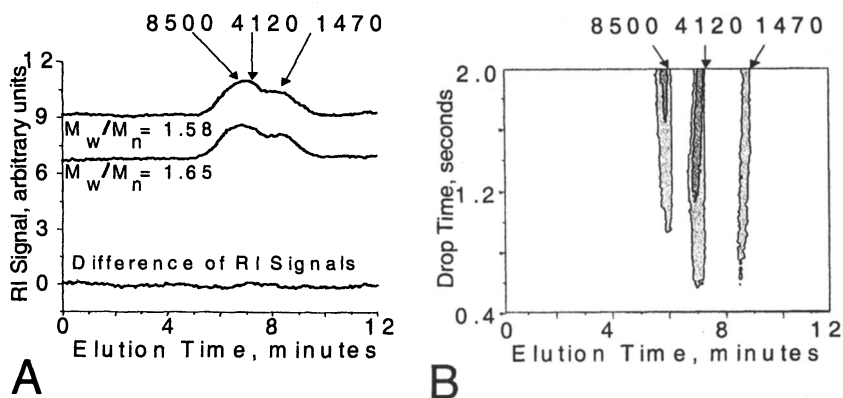 8500 4120 1470
12
9
6
3
0
RI Signal, arbitrary units
Mw/Mn= 1.58
Mw/Mn= 1.65
Difference of RI Signals
0 4 8 12
Elution Time, minutes
A
8500 4120 1470
2.0
1.2
0.4
Drop Time, seconds
0 4 8 12
Elution Time, minutes
B